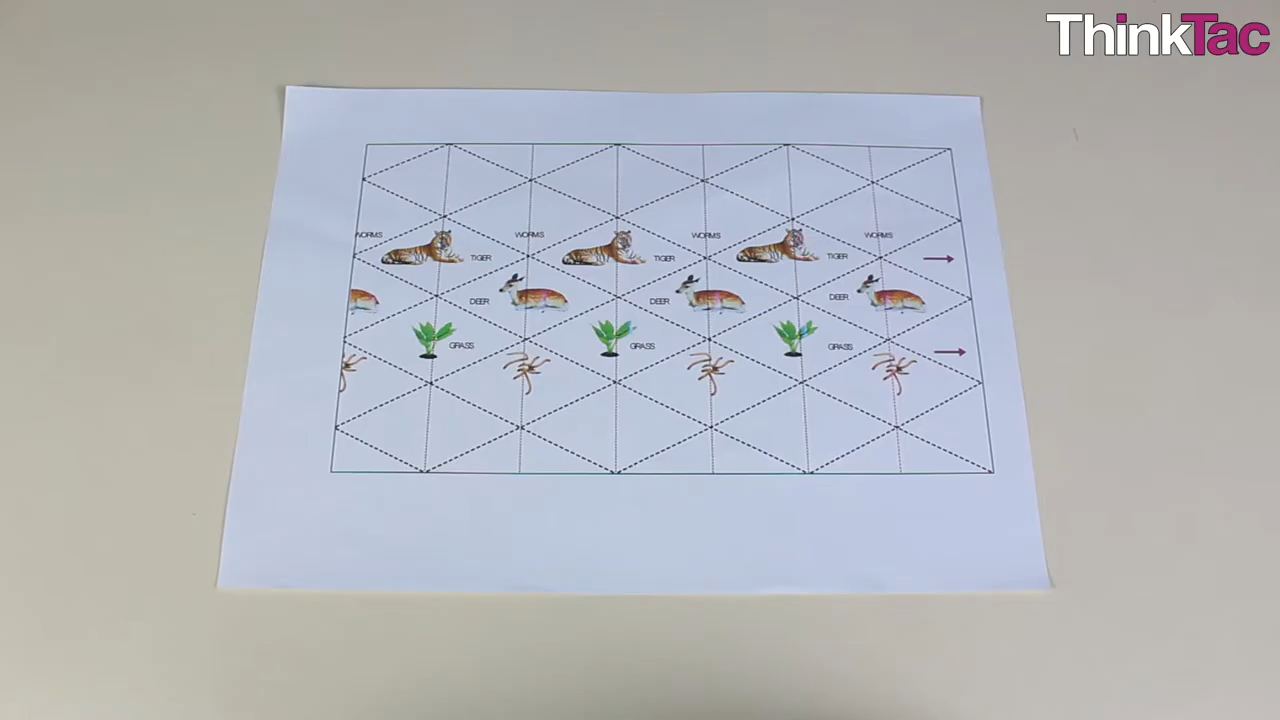 ThinkTac
WORMS WORMS WORMS WORMS
TIGER TIGER TIGER
DEER DEER DEER
GRASS GRASS GRASS